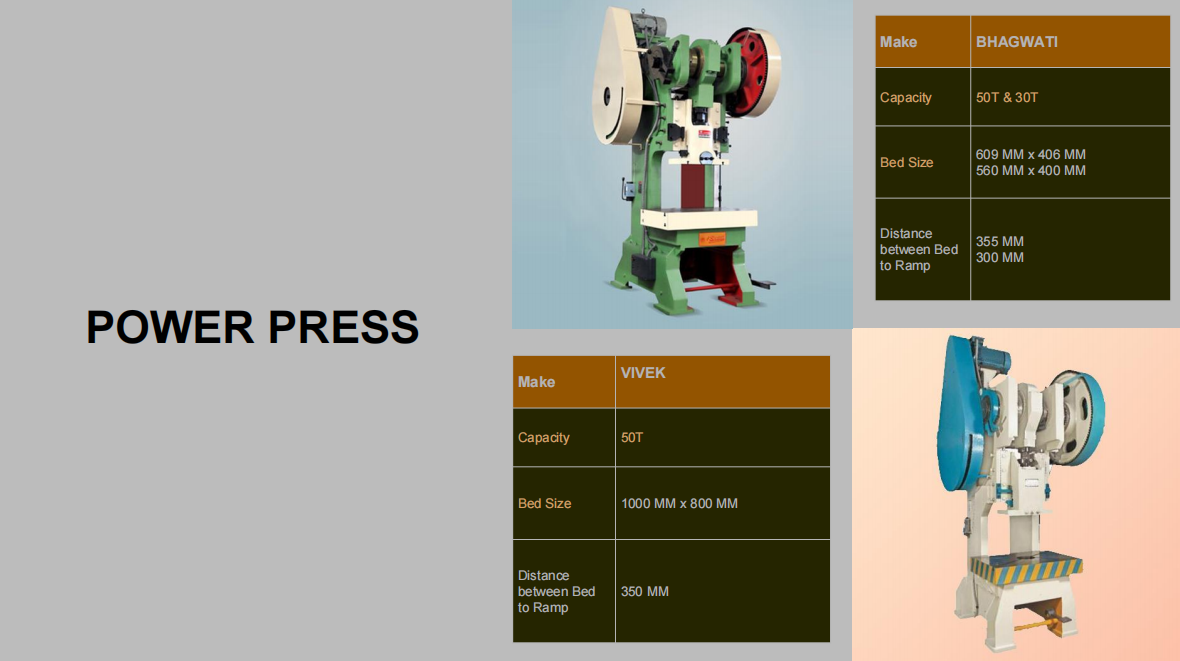 POWER PRESS
Make BHAGWATI
Capacity 50T & 30T
Bed Size 609 MM x 406 MM
560 MM x 400 MM
Distance
between Bed
to Ramp
355 MM
300 MM
Make VIVEK
Capacity 50T
Bed Size 1000 MM x 800 MM
Distance
between Bed
to Ramp
350 MM